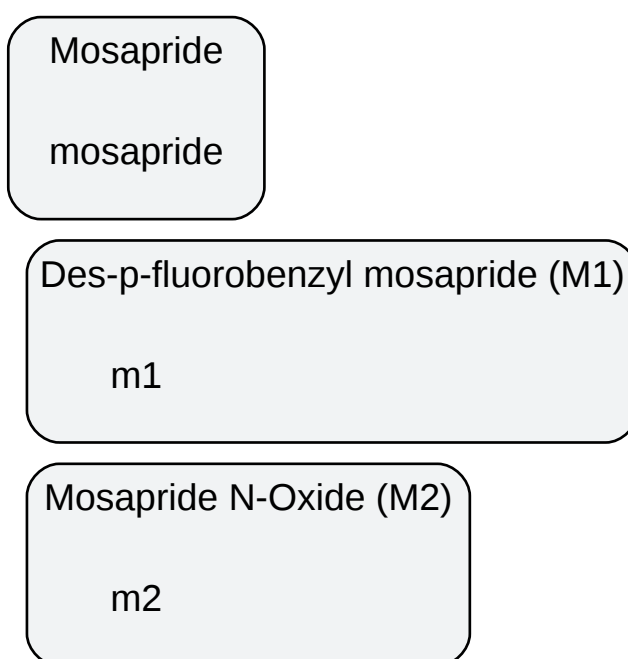 Mosapride
mosapride
Des-p-fluorobenzyl mosapride (M1)
m1
Mosapride N-Oxide (M2)
m2